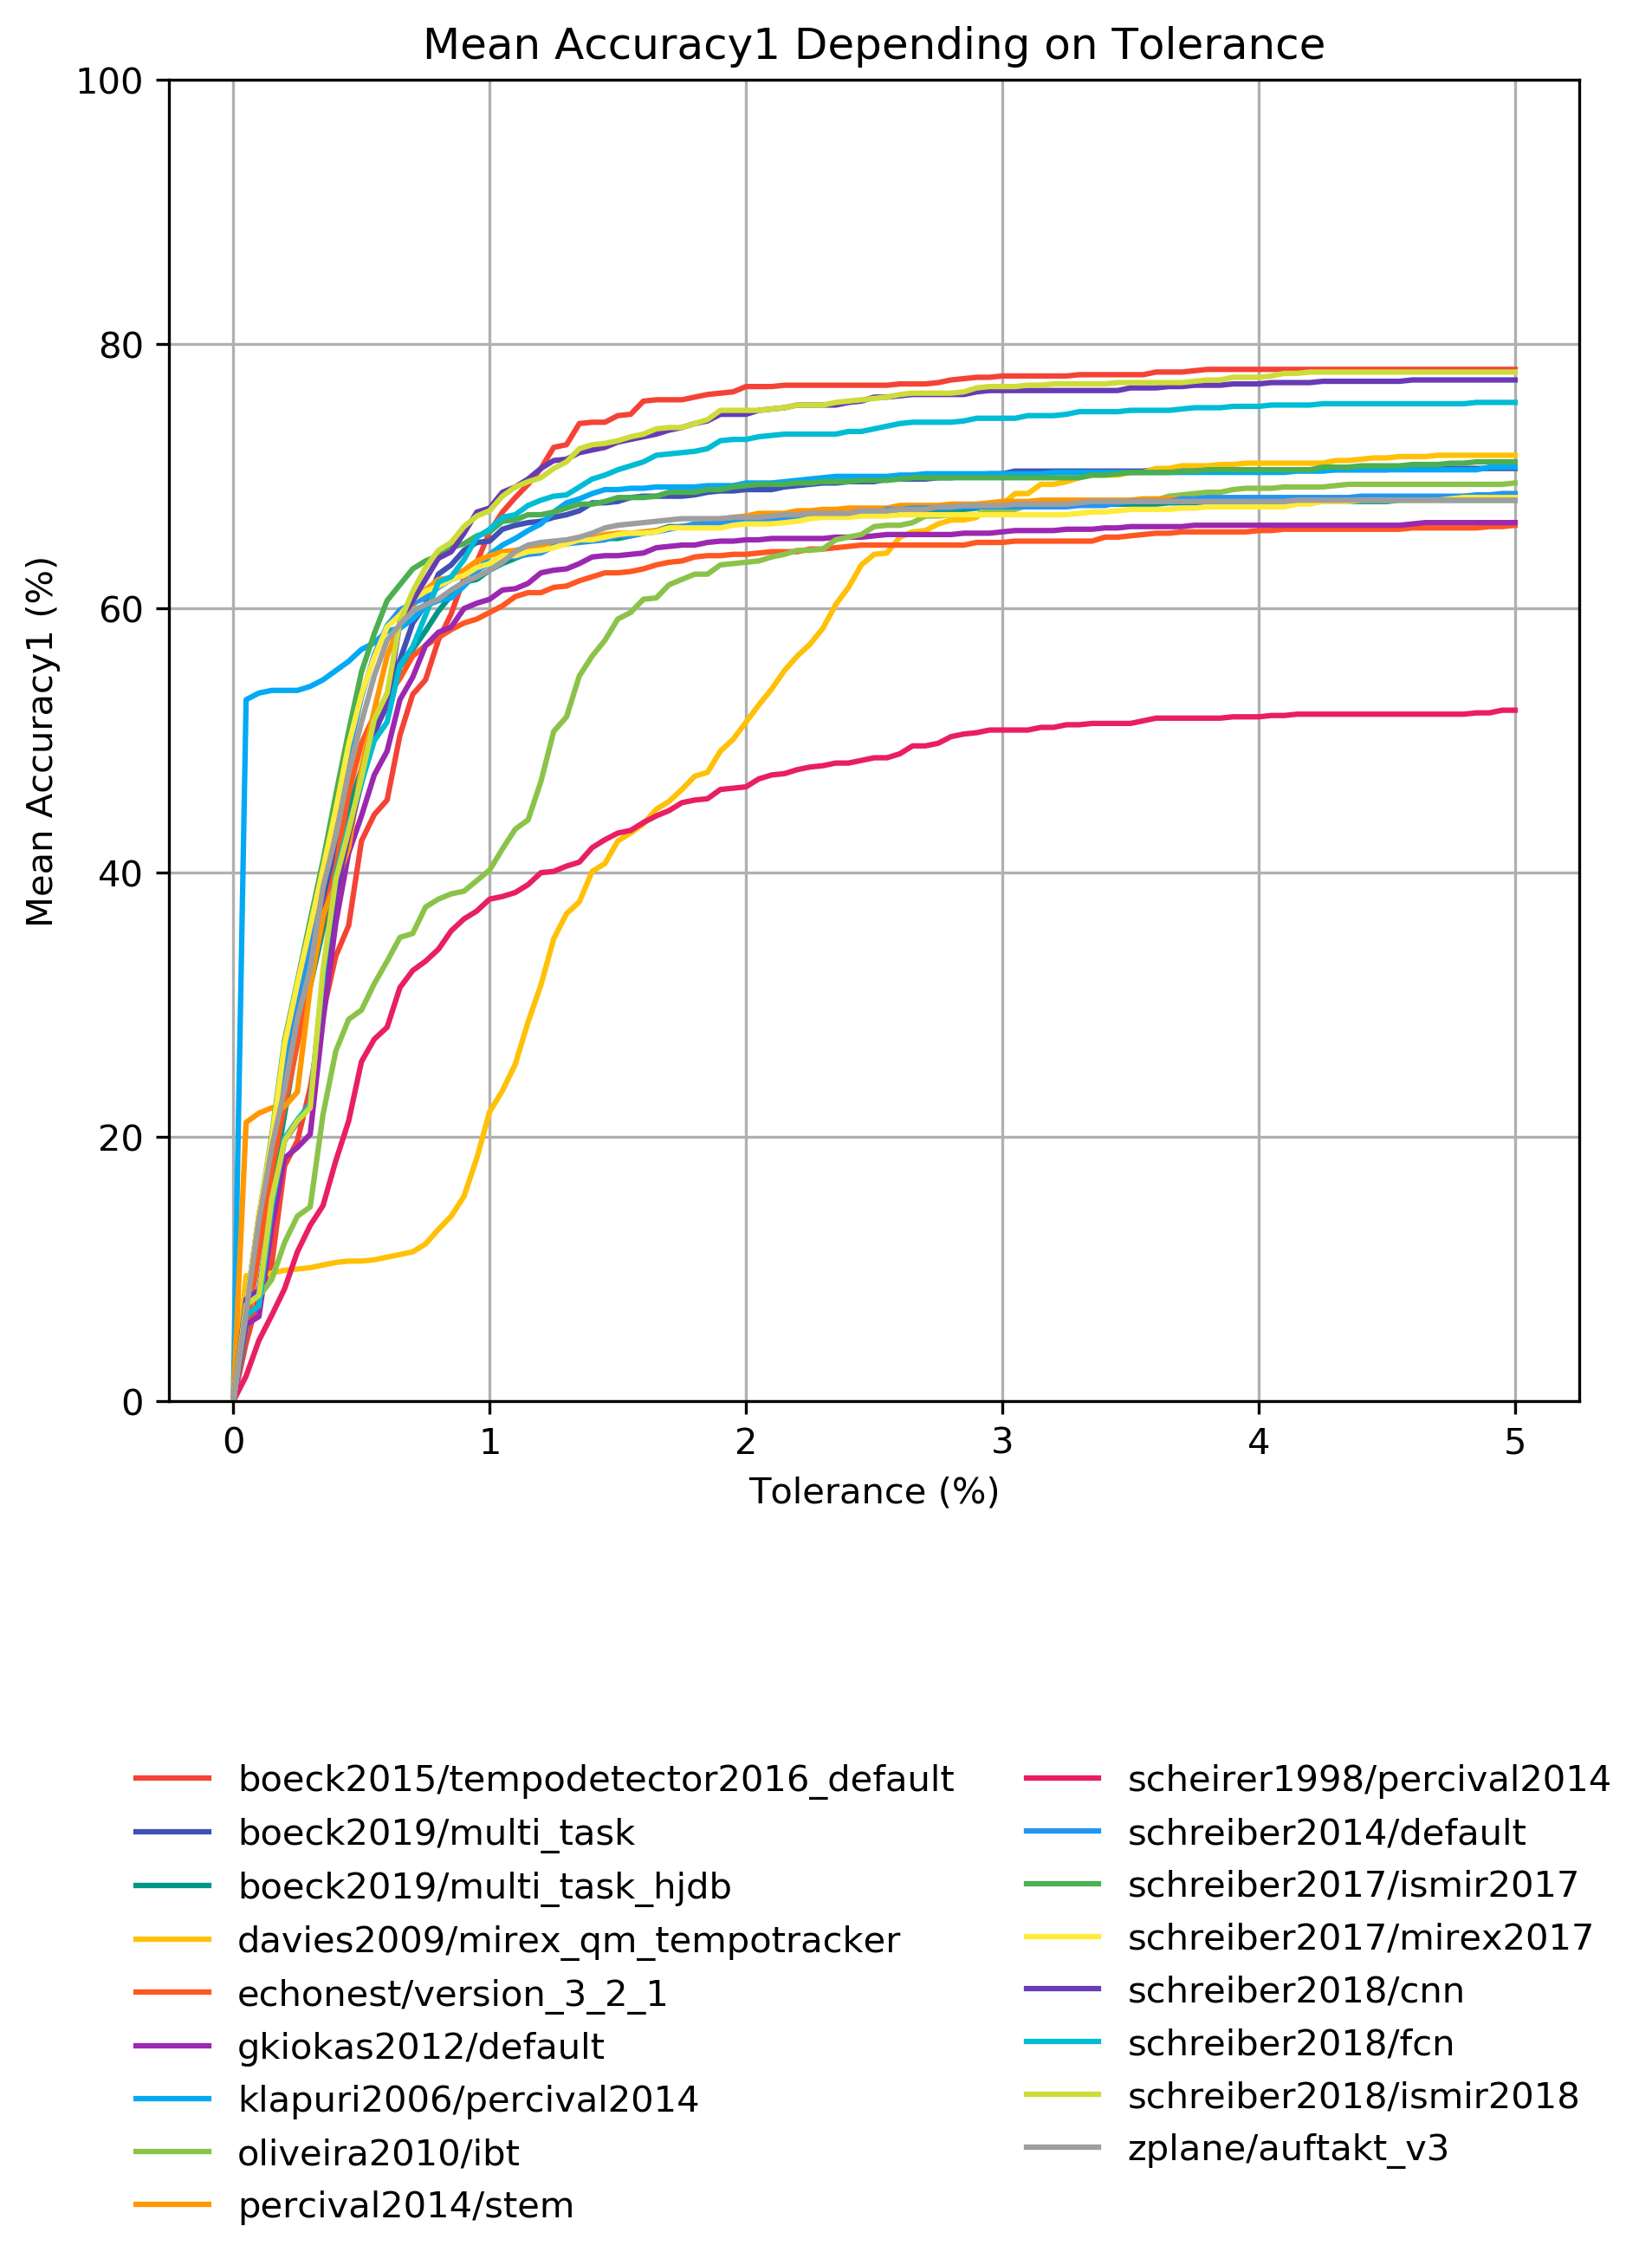 Mean Accuracy1 Depending on Tolerance
100
80
60
40
20
0
Mean Accuracy1 (%)
0 1 2 3 4 5
Tolerance (%)
boeck2015/tempodetector2016_default
boeck2019/multi_task
boeck2019/multi_task_hjdb
davies2009/mirex_qm_tempotracker
echonest/version_3_2_1
gkiokas2012/default
klapuri2006/percival2014
oliveira2010/ibt
percival2014/stem
scheirer1998/percival2014
schreiber2014/default
schreiber2017/ismir2017
schreiber2017/mirex2017
schreiber2018/cnn
schreiber2018/fcn
schreiber2018/ismir2018
zplane/auftakt_v3